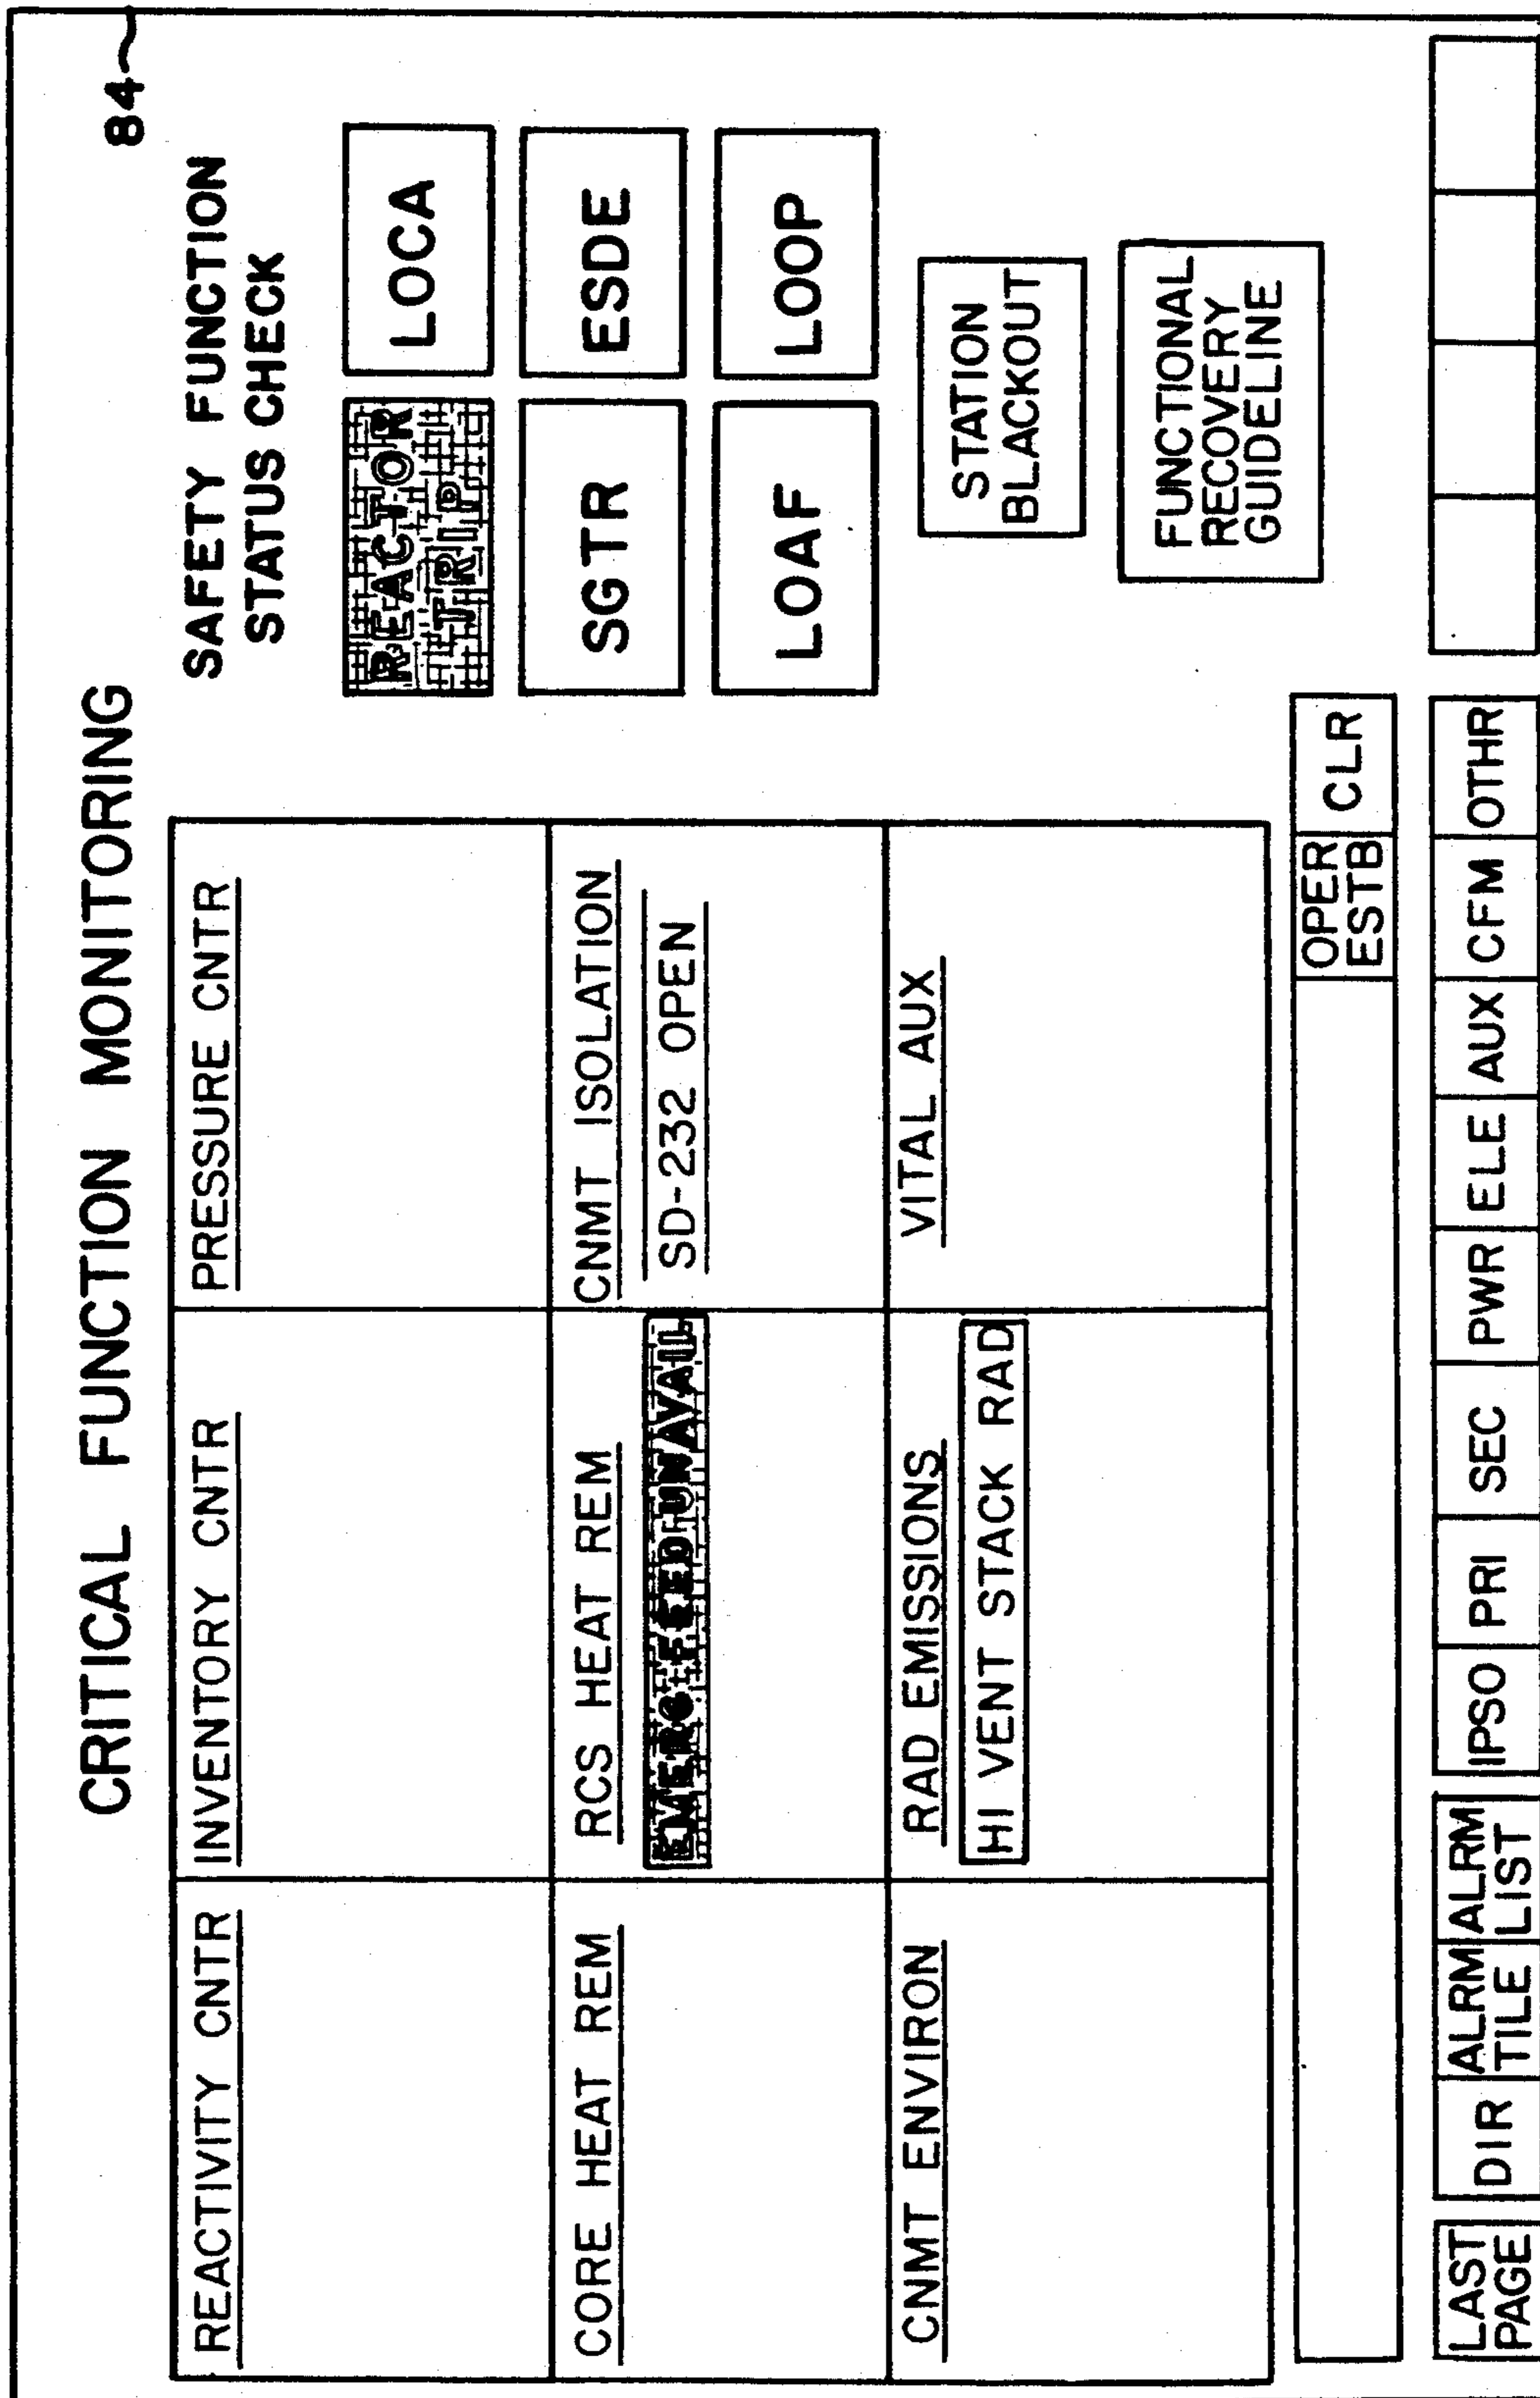 84
CRITICAL FUNCTION MONITORING
REACTIVITY CNTR
INVENTORY CNTR
PRESSURE CNTR
CORE HEAT REM
RCS HEAT REM
EMERG FEED UNAVAIL
CNMT ISOLATION
SD-232 OPEN
CNMT ENVIRON
RAD EMISSIONS
HI VENT STACK RAD
VITAL AUX
SAFETY FUNCTION
STATUS CHECK
REACTOR
TRIP
LOCA
SGTR
ESDE
LOAF
LOOP
STATION
BLACKOUT
FUNCTIONAL
RECOVERY
GUIDELINE
OPER
ESTB
CLR
LAST
PAGE
DIR
ALRM
TILE
ALRM
LIST
IPSO
PRI
SEC
PWR
ELE
AUX
CFM
OTHR